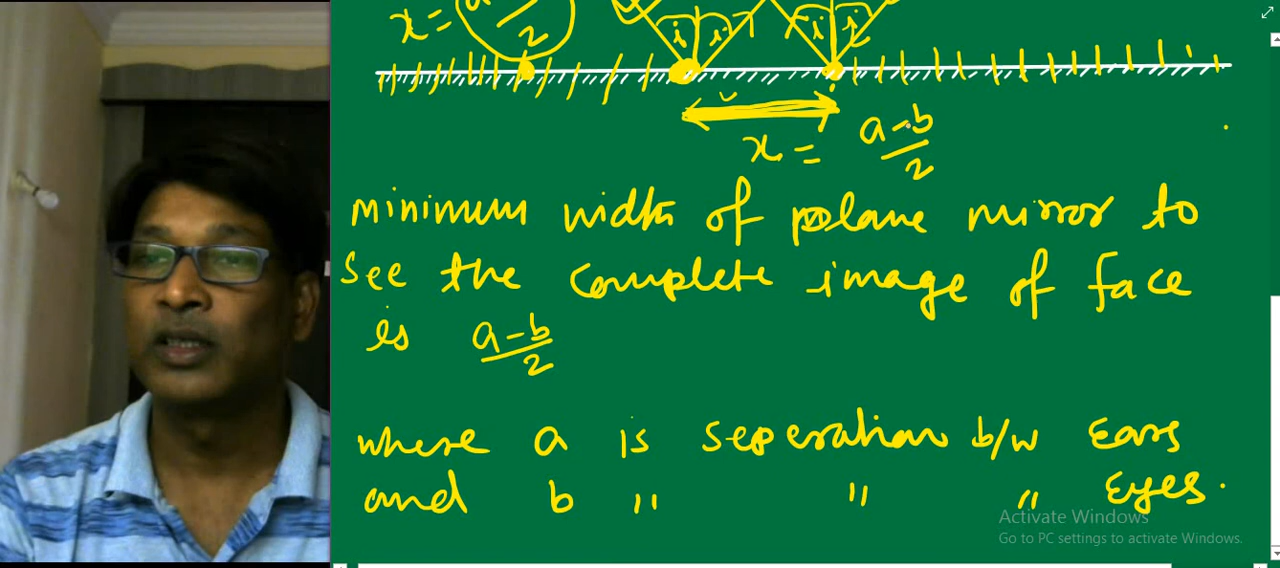 x = a-b/2
i i i i
x = a-b/2
minimum width of plane mirror to
see the complete image of face
is a-b/2
where a is seperation b/w Ears
and b " " " Eyes.
Activate Windows
Go to PC settings to activate Windows.